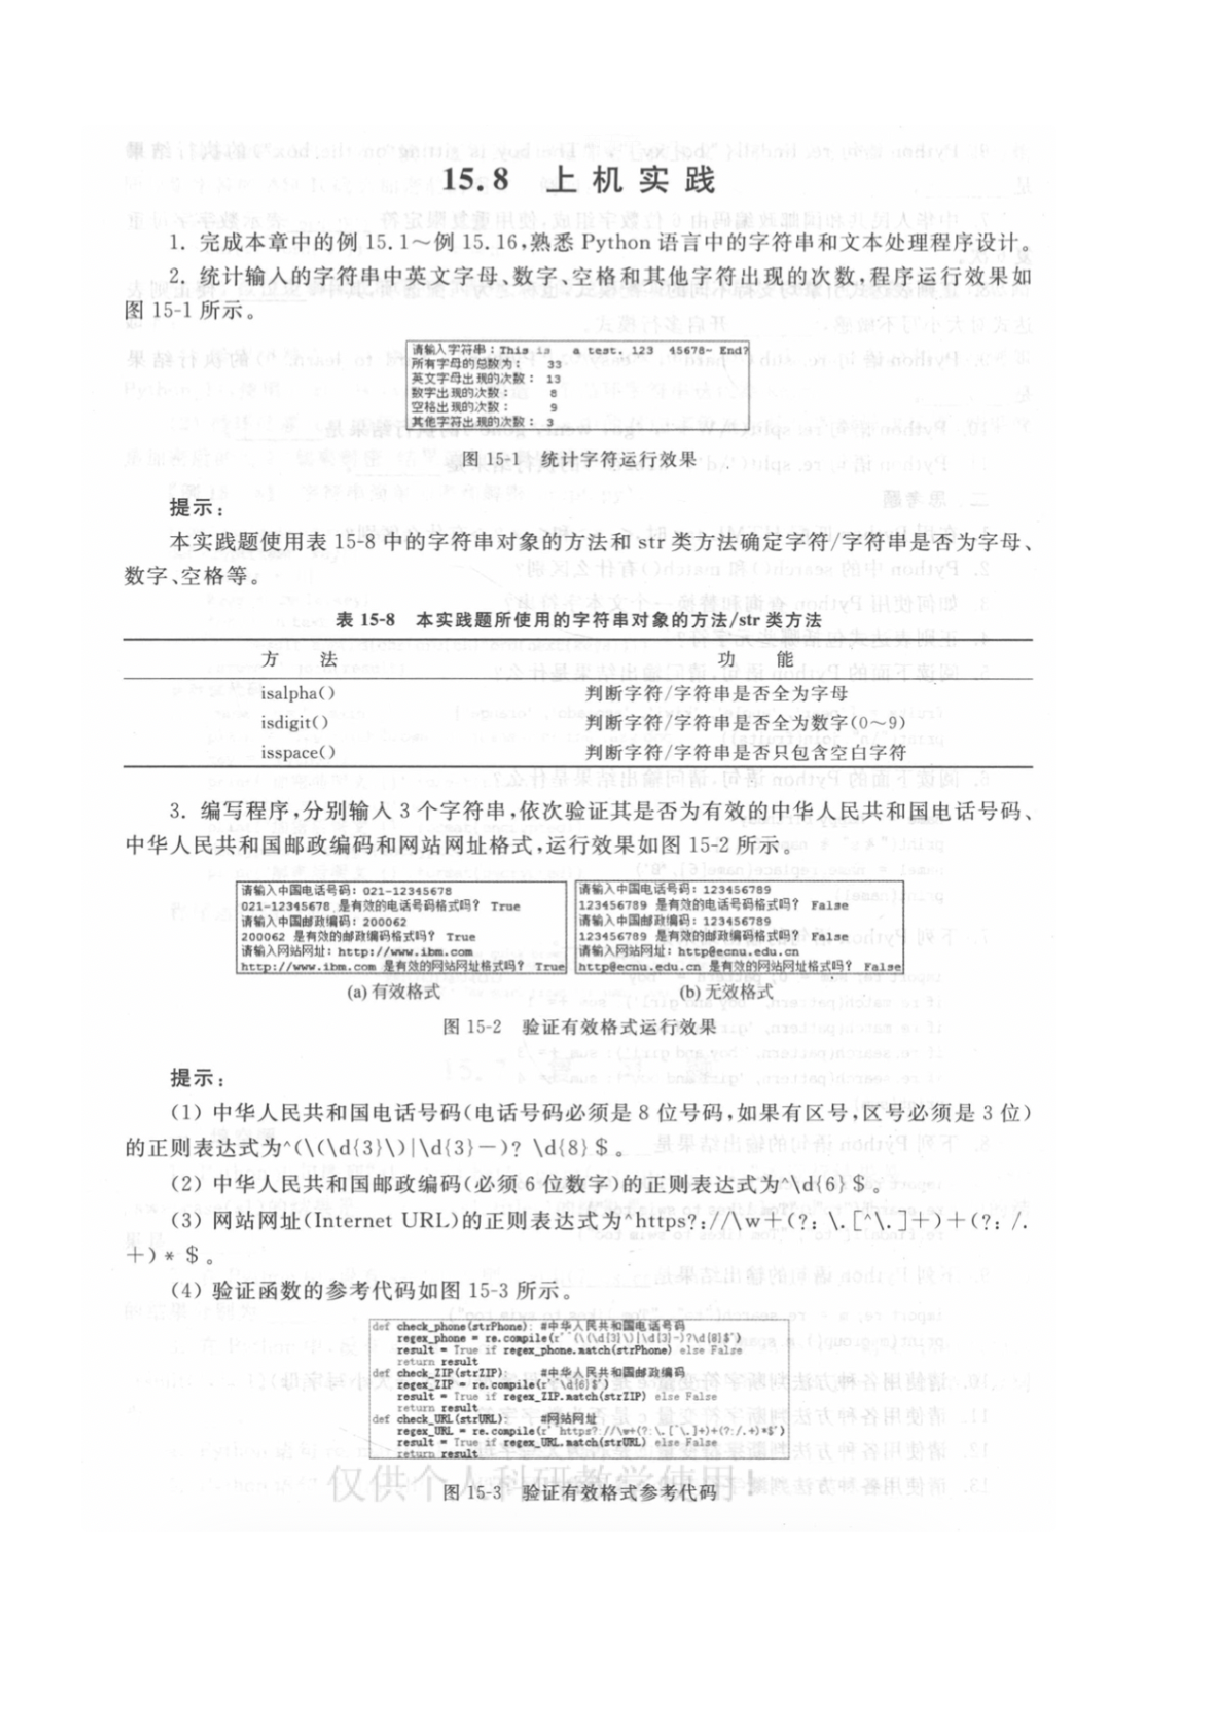 15.8 上 机 实 践
1. 完成本章中的例 15.1～例 15.16,熟悉 Python 语言中的字符串和文本处理程序设计。
2. 统计输入的字符串中英文字母、数字、空格和其他字符出现的次数,程序运行效果如
图 15-1 所示。
请输入字符串：This is   a test. 123   45678~ End?
所有字母的总数为：   33
英文字母出现的次数： 13
数字出现的次数：     8
空格出现的次数：     9
其他字符出现的次数： 3
图 15-1 统计字符运行效果
提示：
本实践题使用表 15-8 中的字符串对象的方法和 str 类方法确定字符/字符串是否为字母、
数字、空格等。
表 15-8 本实践题所使用的字符串对象的方法/str 类方法
方 法 功 能
isalpha() 判断字符/字符串是否全为字母
isdigit() 判断字符/字符串是否全为数字(0～9)
isspace() 判断字符/字符串是否只包含空白字符
3. 编写程序,分别输入 3 个字符串,依次验证其是否为有效的中华人民共和国电话号码、
中华人民共和国邮政编码和网站网址格式,运行效果如图 15-2 所示。
请输入中国电话号码：021-12345678
021-12345678 是有效的电话号码格式吗？ True
请输入中国邮政编码：200062
200062 是有效的邮政编码格式吗？ True
请输入网站网址：http://www.ibm.com
http://www.ibm.com 是有效的网站网址格式吗？ True
请输入中国电话号码：123456789
123456789 是有效的电话号码格式吗？ False
请输入中国邮政编码：123456789
123456789 是有效的邮政编码格式吗？ False
请输入网站网址：http@ecnu.edu.cn
http@ecnu.edu.cn 是有效的网站网址格式吗？ False
(a) 有效格式 (b) 无效格式
图 15-2 验证有效格式运行效果
提示：
(1) 中华人民共和国电话号码(电话号码必须是 8 位号码,如果有区号,区号必须是 3 位)
的正则表达式为^(\(\d{3}\)|\d{3}-)? \d{8} $ 。
(2) 中华人民共和国邮政编码(必须 6 位数字)的正则表达式为^\d{6} $ 。
(3) 网站网址(Internet URL)的正则表达式为^https?://\w+(?: \. [^\. ]+)+(?: /.
+) * $ 。
(4) 验证函数的参考代码如图 15-3 所示。
def check_phone(strPhone): #中华人民共和国电话号码
regex_phone = re.compile(r'^(\(\d{3}\)|\d{3}-)?\d{8}$')
result = True if regex_phone.match(strPhone) else False
return result
def check_ZIP(strZIP): #中华人民共和国邮政编码
regex_ZIP = re.compile(r'^\d{6}$')
result = True if regex_ZIP.match(strZIP) else False
return result
def check_URL(strURL): #网站网址
regex_URL = re.compile(r'^https?://\w+(?:\.[^\.]+)+(?:/.+)*$')
result = True if regex_URL.match(strURL) else False
return result
仅供个人科研教学使用！
图 15-3 验证有效格式参考代码